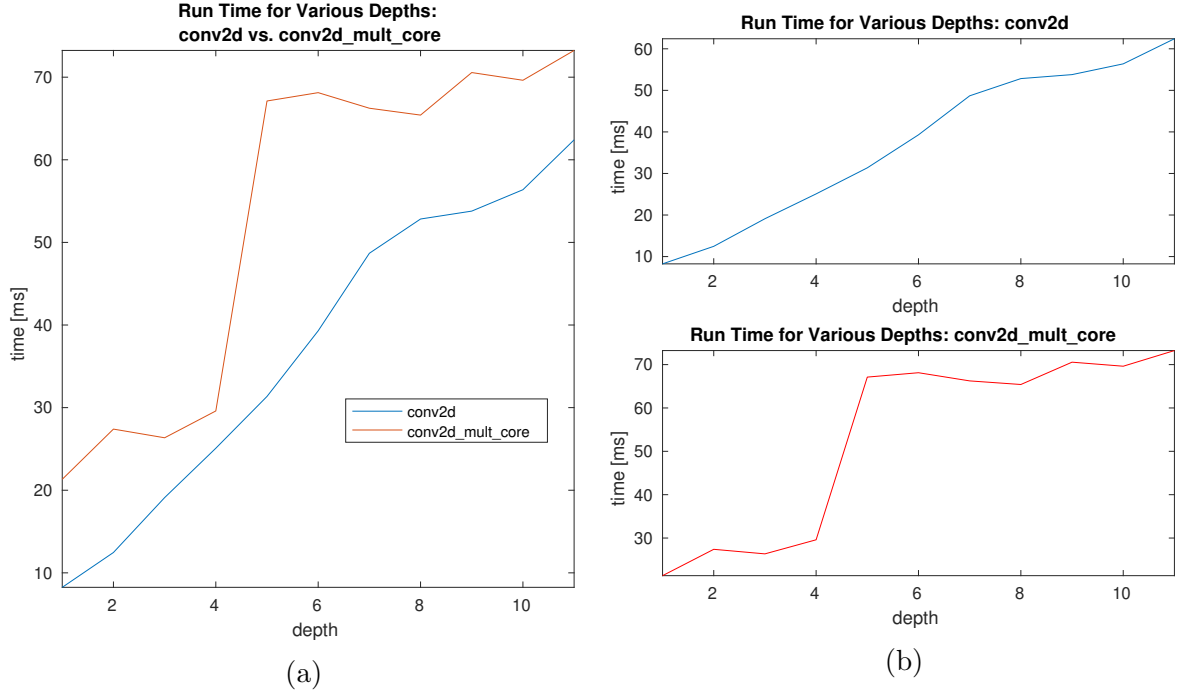 Run Time for Various Depths:
conv2d vs. conv2d_mult_core
70
60
50
40
30
20
10
time [ms]
2 4 6 8 10
depth
conv2d
conv2d_mult_core
(a)
Run Time for Various Depths: conv2d
60
50
40
30
20
10
time [ms]
2 4 6 8 10
depth
Run Time for Various Depths: conv2d_mult_core
70
60
50
40
30
time [ms]
2 4 6 8 10
depth
(b)